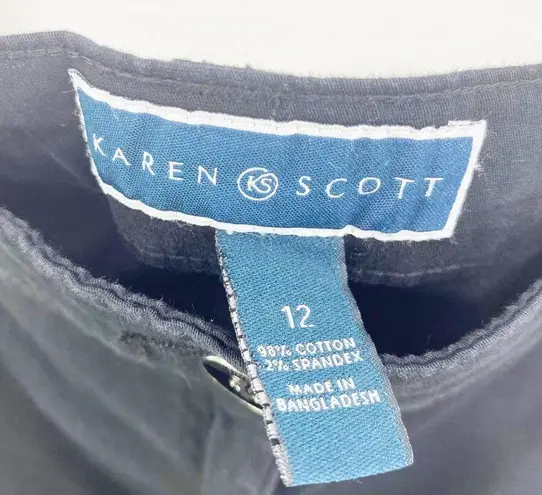 KAREN KS SCOTT
12
98% COTTON
2% SPANDEX
MADE IN
BANGLADESH